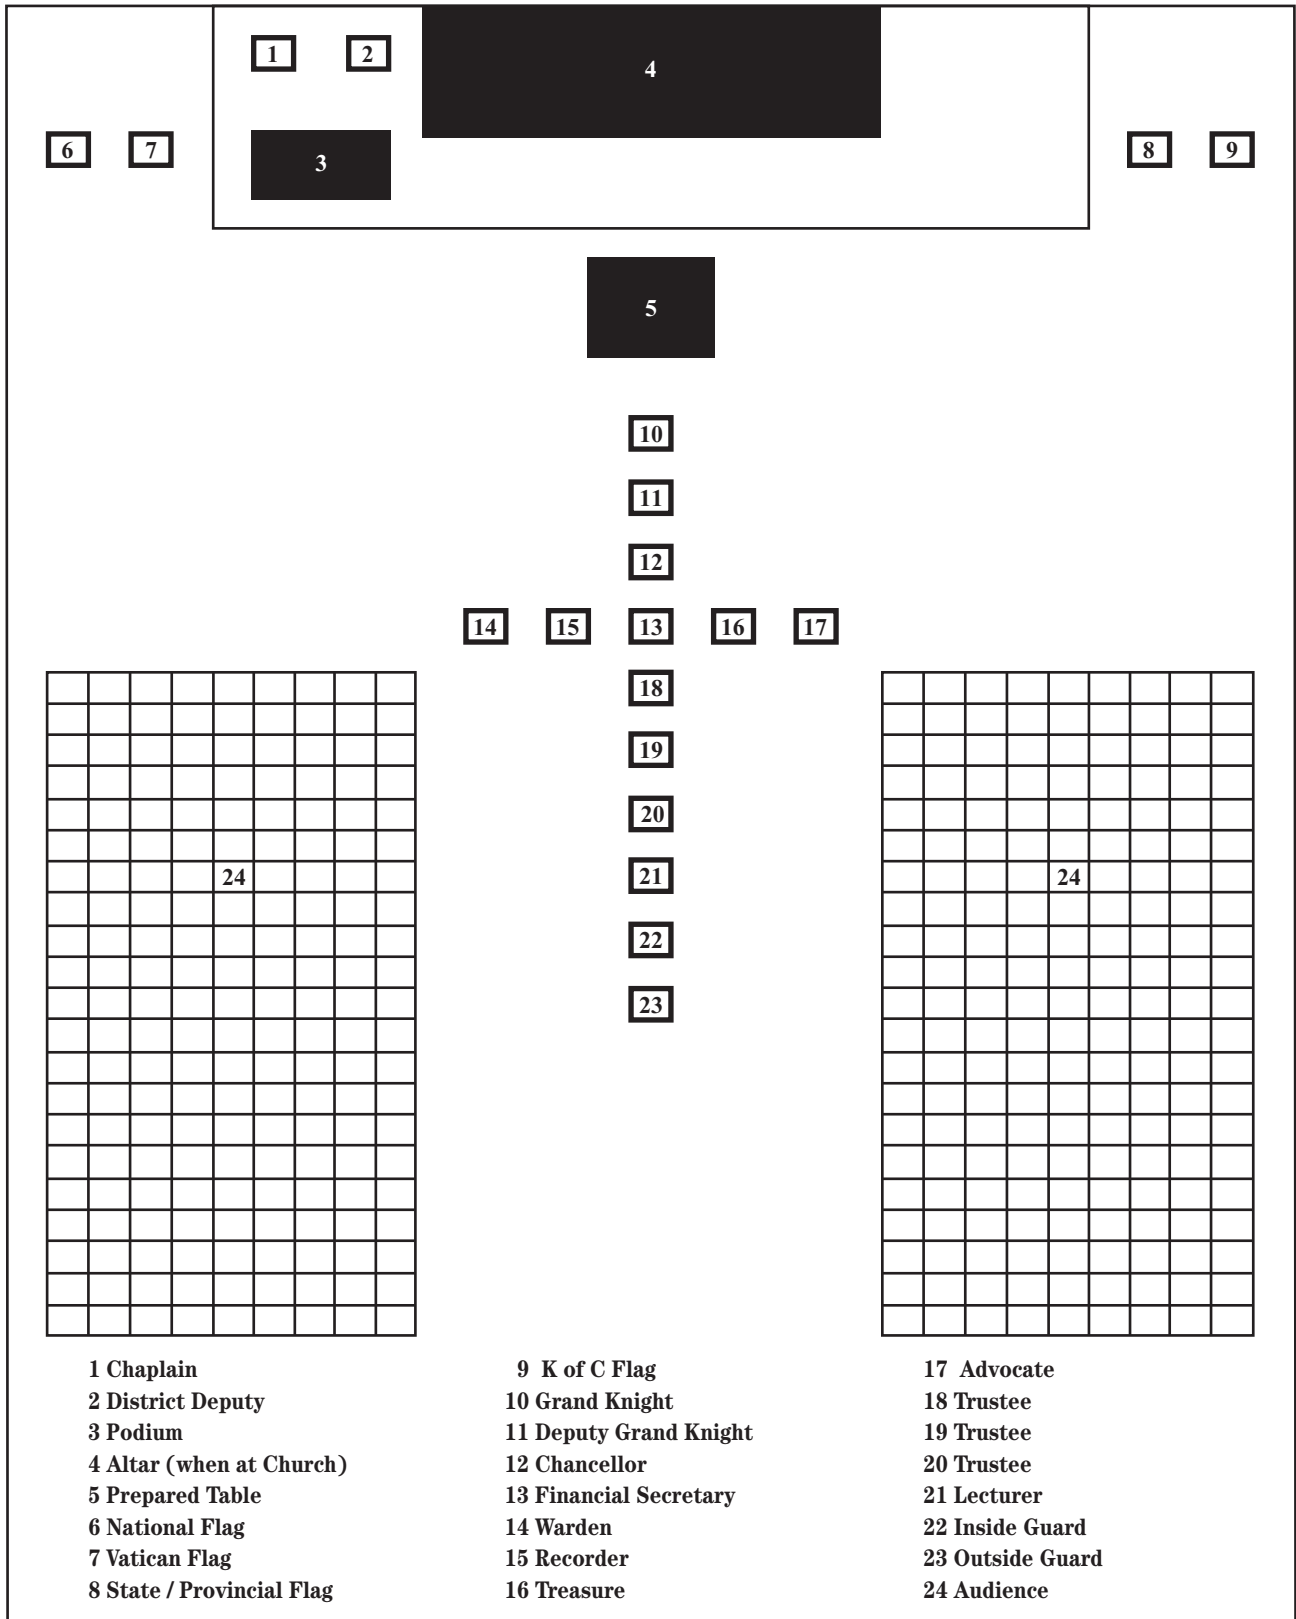 1 2
4
6 7
3
8 9
5
10
11
12
14 15 13 16 17
18
19
20
24 21 24
22
23
1 Chaplain
2 District Deputy
3 Podium
4 Altar (when at Church)
5 Prepared Table
6 National Flag
7 Vatican Flag
8 State / Provincial Flag
9 K of C Flag
10 Grand Knight
11 Deputy Grand Knight
12 Chancellor
13 Financial Secretary
14 Warden
15 Recorder
16 Treasure
17 Advocate
18 Trustee
19 Trustee
20 Trustee
21 Lecturer
22 Inside Guard
23 Outside Guard
24 Audience